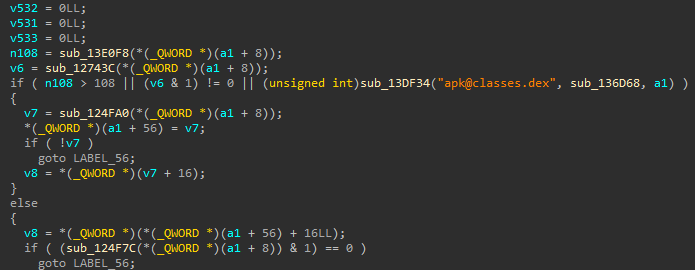 v532 = 0LL;
v531 = 0LL;
v533 = 0LL;
n108 = sub_13E0F8(*(_QWORD *)(a1 + 8));
v6 = sub_12743C(*(_QWORD *)(a1 + 8));
if ( n108 > 108 || (v6 & 1) != 0 || (unsigned int)sub_13DF34("apk@classes.dex", sub_136D68, a1) )
{
v7 = sub_124FA0(*(_QWORD *)(a1 + 8));
*(_QWORD *)(a1 + 56) = v7;
if ( !v7 )
goto LABEL_56;
v8 = *(_QWORD *)(v7 + 16);
}
else
{
v8 = *(_QWORD *)(*(_QWORD *)(a1 + 56) + 16LL);
if ( (sub_124F7C(*(_QWORD *)(a1 + 8)) & 1) == 0 )
goto LABEL_56;